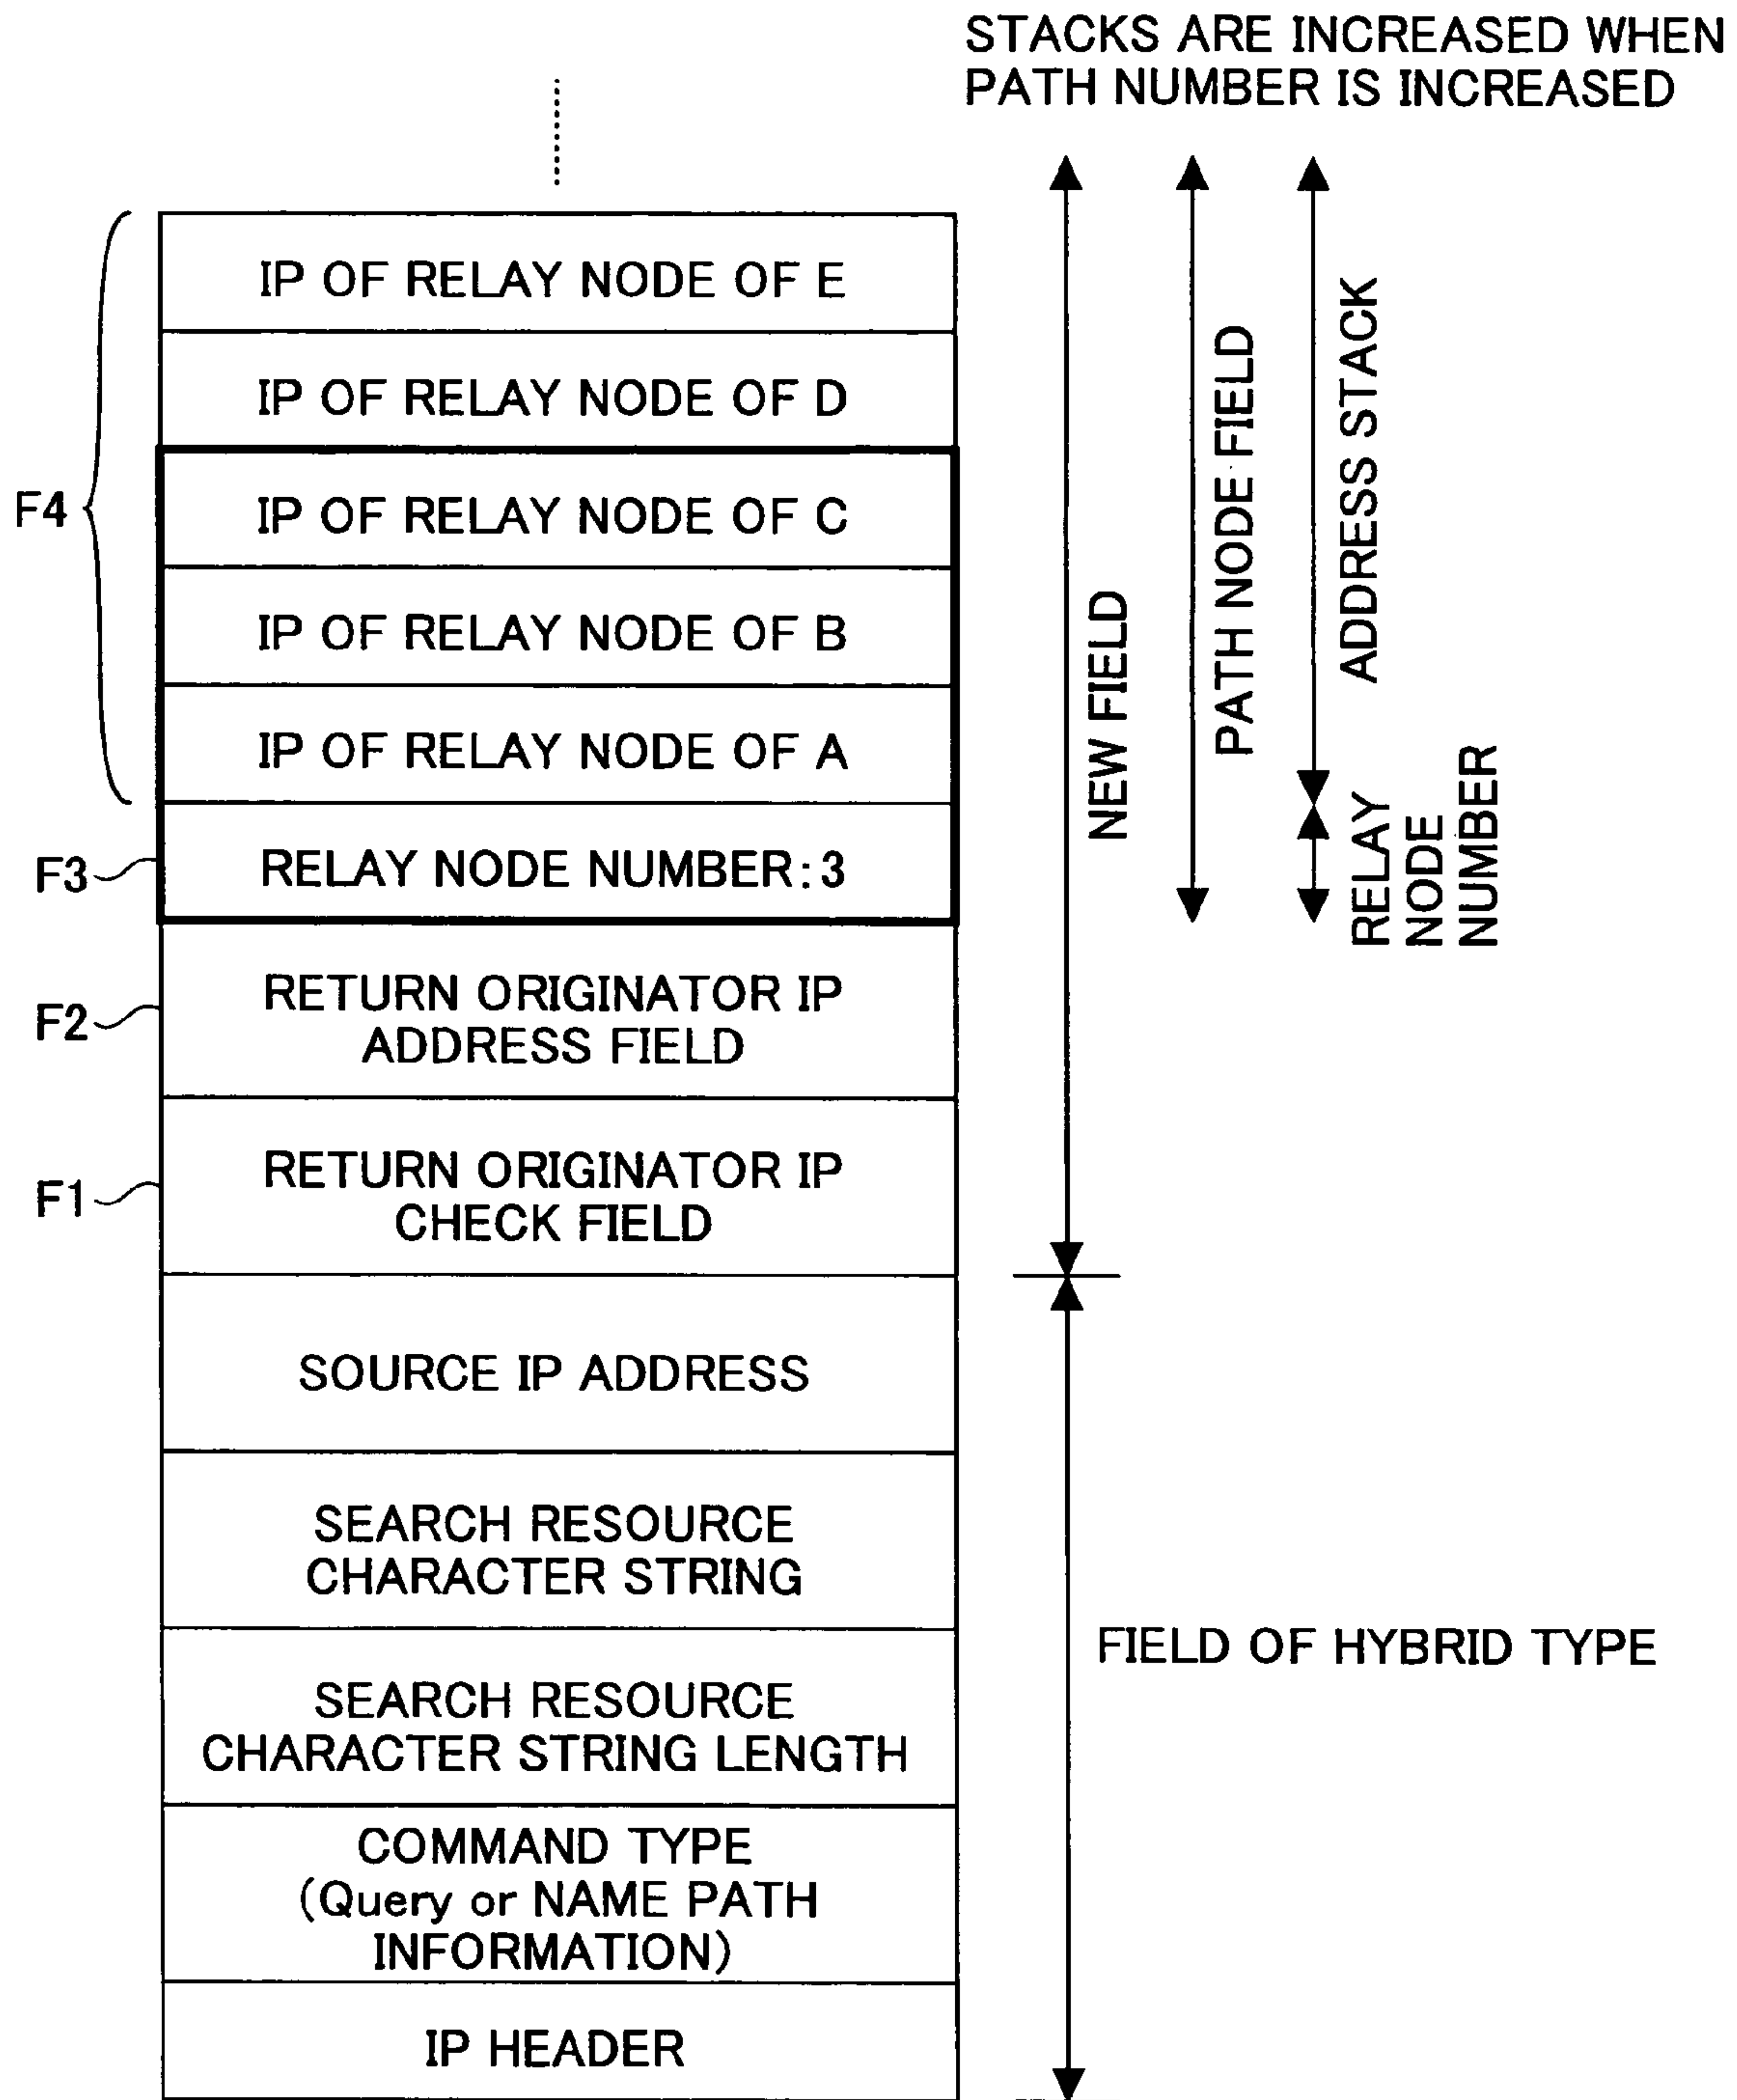 STACKS ARE INCREASED WHEN
PATH NUMBER IS INCREASED
IP OF RELAY NODE OF E
IP OF RELAY NODE OF D
F4
IP OF RELAY NODE OF C
IP OF RELAY NODE OF B
IP OF RELAY NODE OF A
F3
RELAY NODE NUMBER:3
NEW FIELD
PATH NODE FIELD
ADDRESS STACK
RELAY
NODE
NUMBER
F2
RETURN ORIGINATOR IP
ADDRESS FIELD
F1
RETURN ORIGINATOR IP
CHECK FIELD
SOURCE IP ADDRESS
SEARCH RESOURCE
CHARACTER STRING
FIELD OF HYBRID TYPE
SEARCH RESOURCE
CHARACTER STRING LENGTH
COMMAND TYPE
(Query or NAME PATH
INFORMATION)
IP HEADER